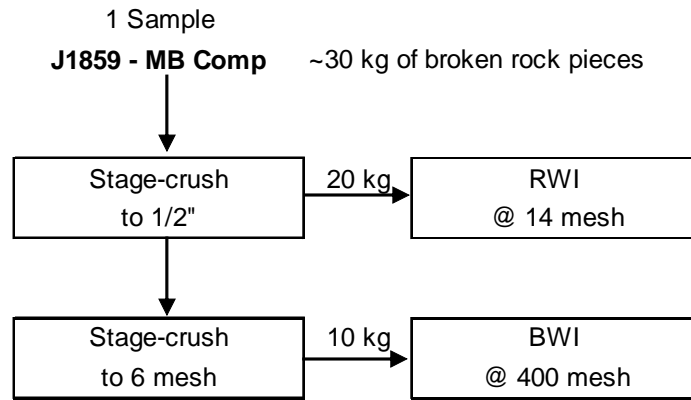 1 Sample
J1859 - MB Comp ~30 kg of broken rock pieces
Stage-crush
to 1/2"
20 kg
RWI
@ 14 mesh
Stage-crush
to 6 mesh
10 kg
BWI
@ 400 mesh